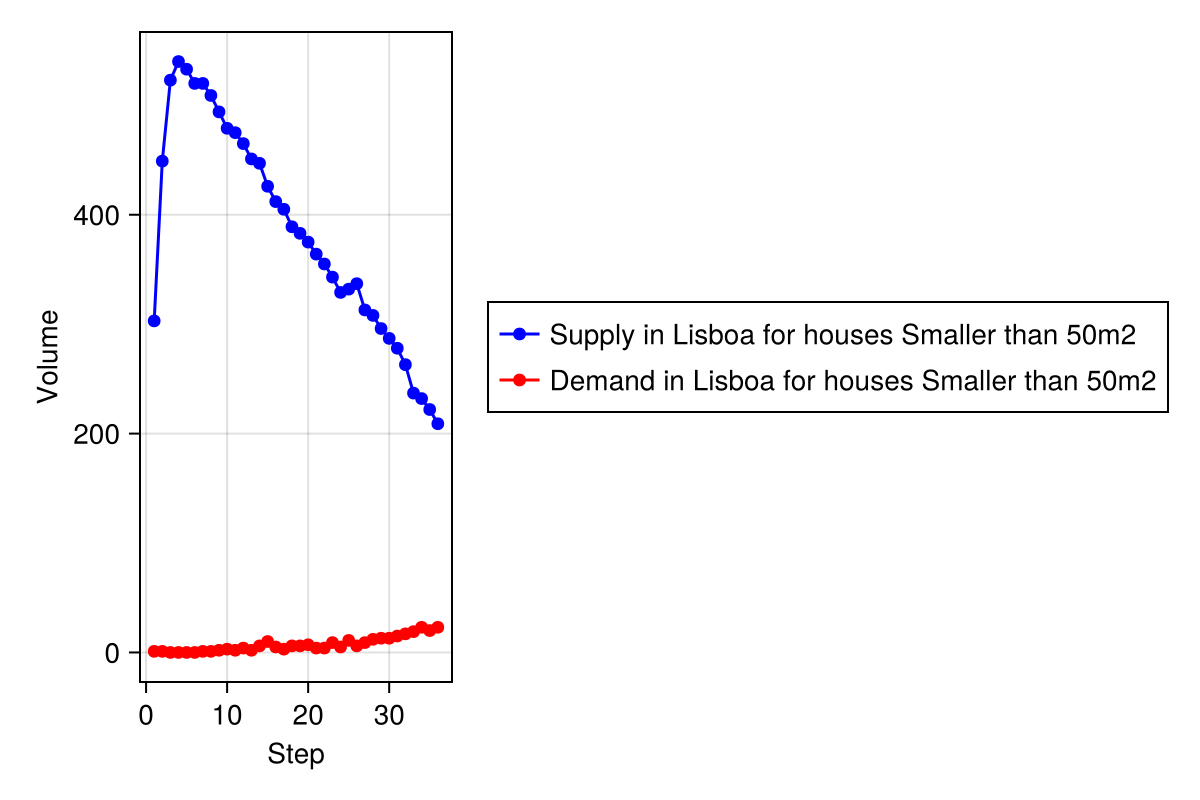 Volume
400
200
0
0 10 20 30
Step
Supply in Lisboa for houses Smaller than 50m2
Demand in Lisboa for houses Smaller than 50m2